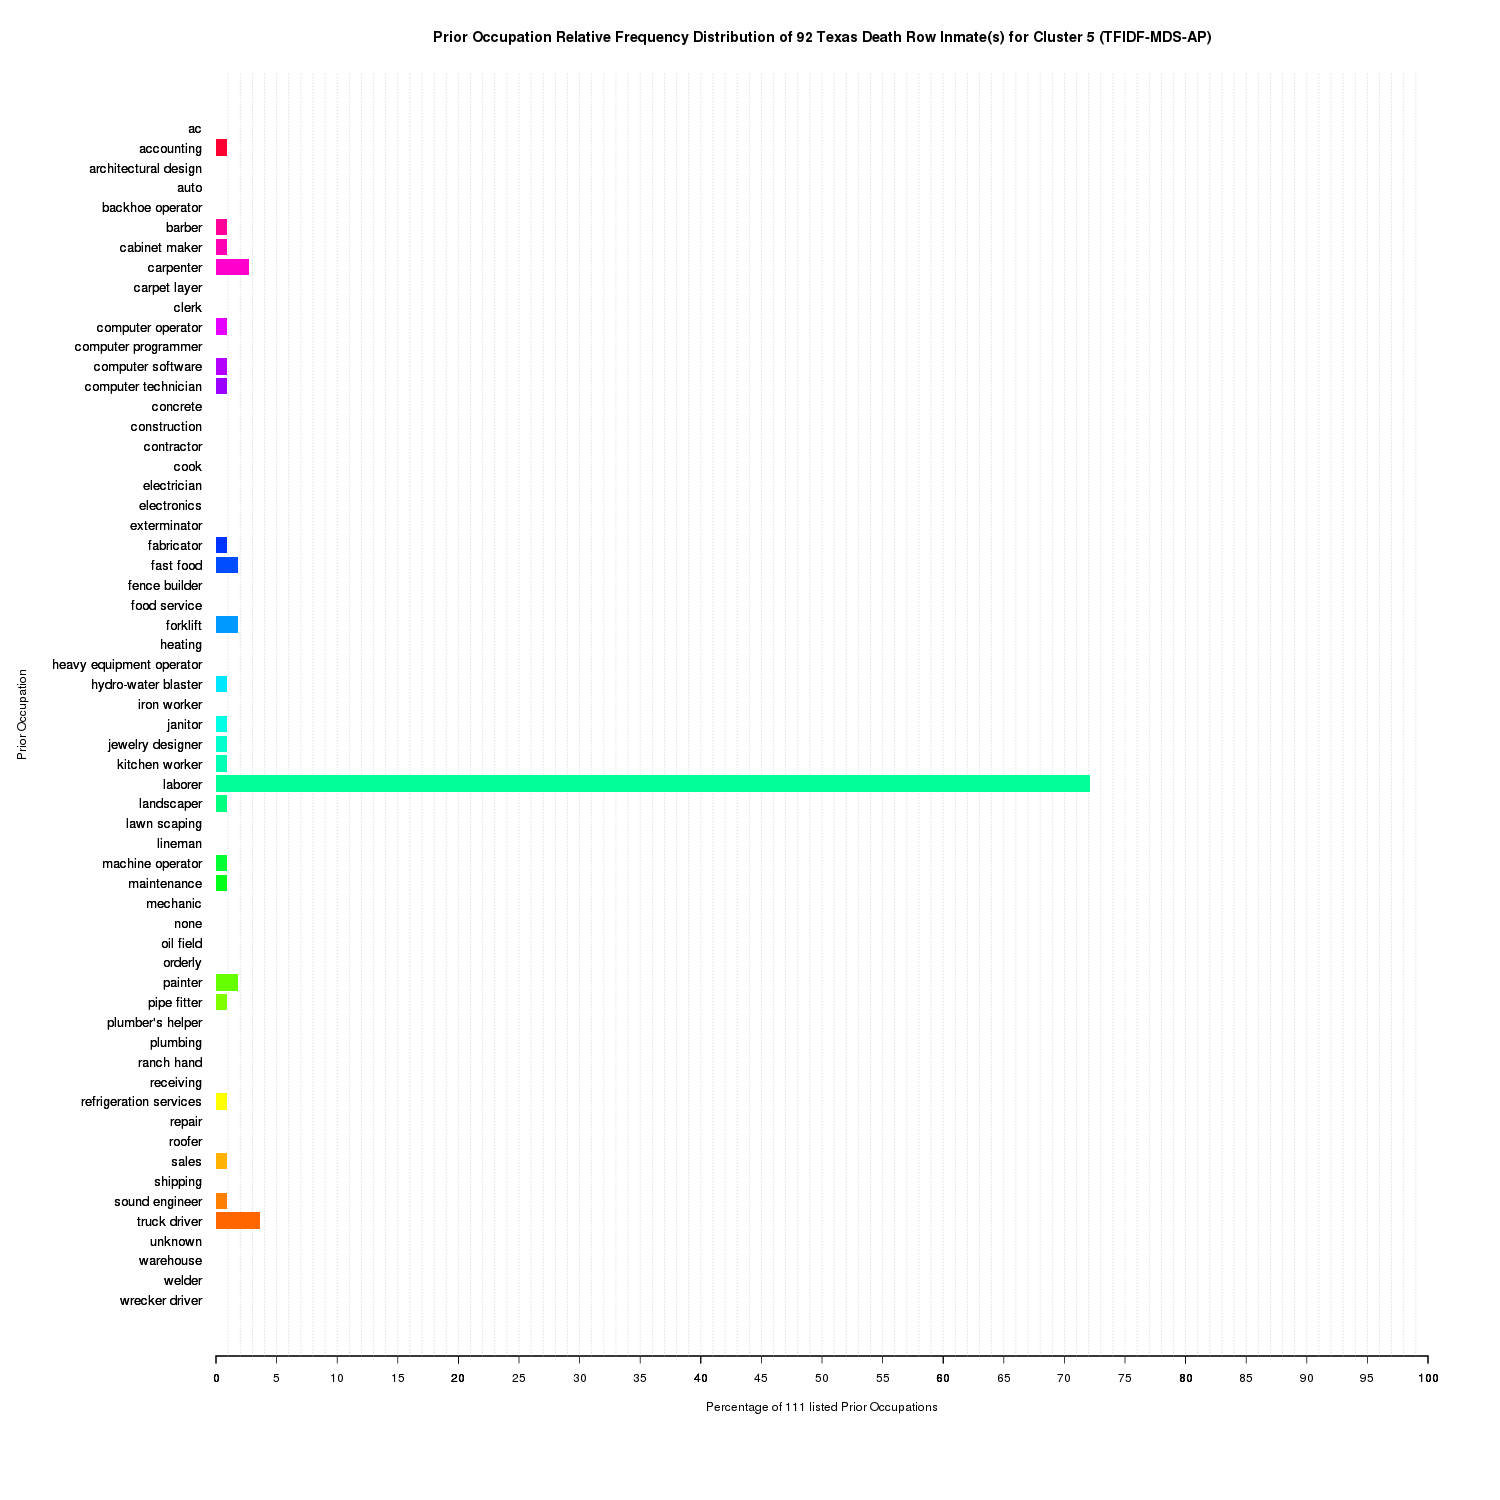 Prior Occupation Relative Frequency Distribution of 92 Texas Death Row Inmate(s) for Cluster 5 (TFIDF-MDS-AP)
ac
accounting
architectural design
auto
backhoe operator
barber
cabinet maker
carpenter
carpet layer
clerk
computer operator
computer programmer
computer software
computer technician
concrete
construction
contractor
cook
electrician
electronics
exterminator
fabricator
fast food
fence builder
food service
forklift
heating
heavy equipment operator
hydro-water blaster
iron worker
janitor
jewelry designer
kitchen worker
laborer
landscaper
lawn scaping
lineman
machine operator
maintenance
mechanic
none
oil field
orderly
painter
pipe fitter
plumber's helper
plumbing
ranch hand
receiving
refrigeration services
repair
roofer
sales
shipping
sound engineer
truck driver
unknown
warehouse
welder
wrecker driver
Prior Occupation
0 5 10 15 20 25 30 35 40 45 50 55 60 65 70 75 80 85 90 95 100
Percentage of 111 listed Prior Occupations